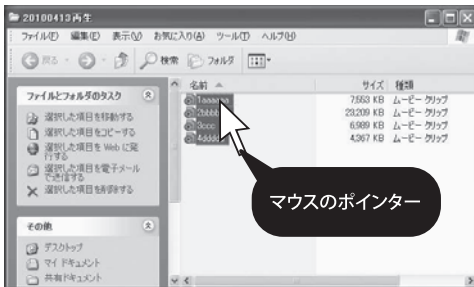 20100413再生
ファイル(F) 編集(E) 表示(V) お気に入り(A) ツール(T) ヘルプ(H)
戻る 検索 フォルダ
ファイルとフォルダのタスク
選択した項目を移動する
選択した項目をコピーする
選択した項目を Web に発行する
選択した項目を電子メールで送信する
選択した項目を削除する
その他
デスクトップ
マイ ドキュメント
共有ドキュメント
名前 サイズ 種類
7,553 KB ムービー クリップ
23,209 KB ムービー クリップ
3ccc 6,989 KB ムービー クリップ
4,367 KB ムービー クリップ
マウスのポインター